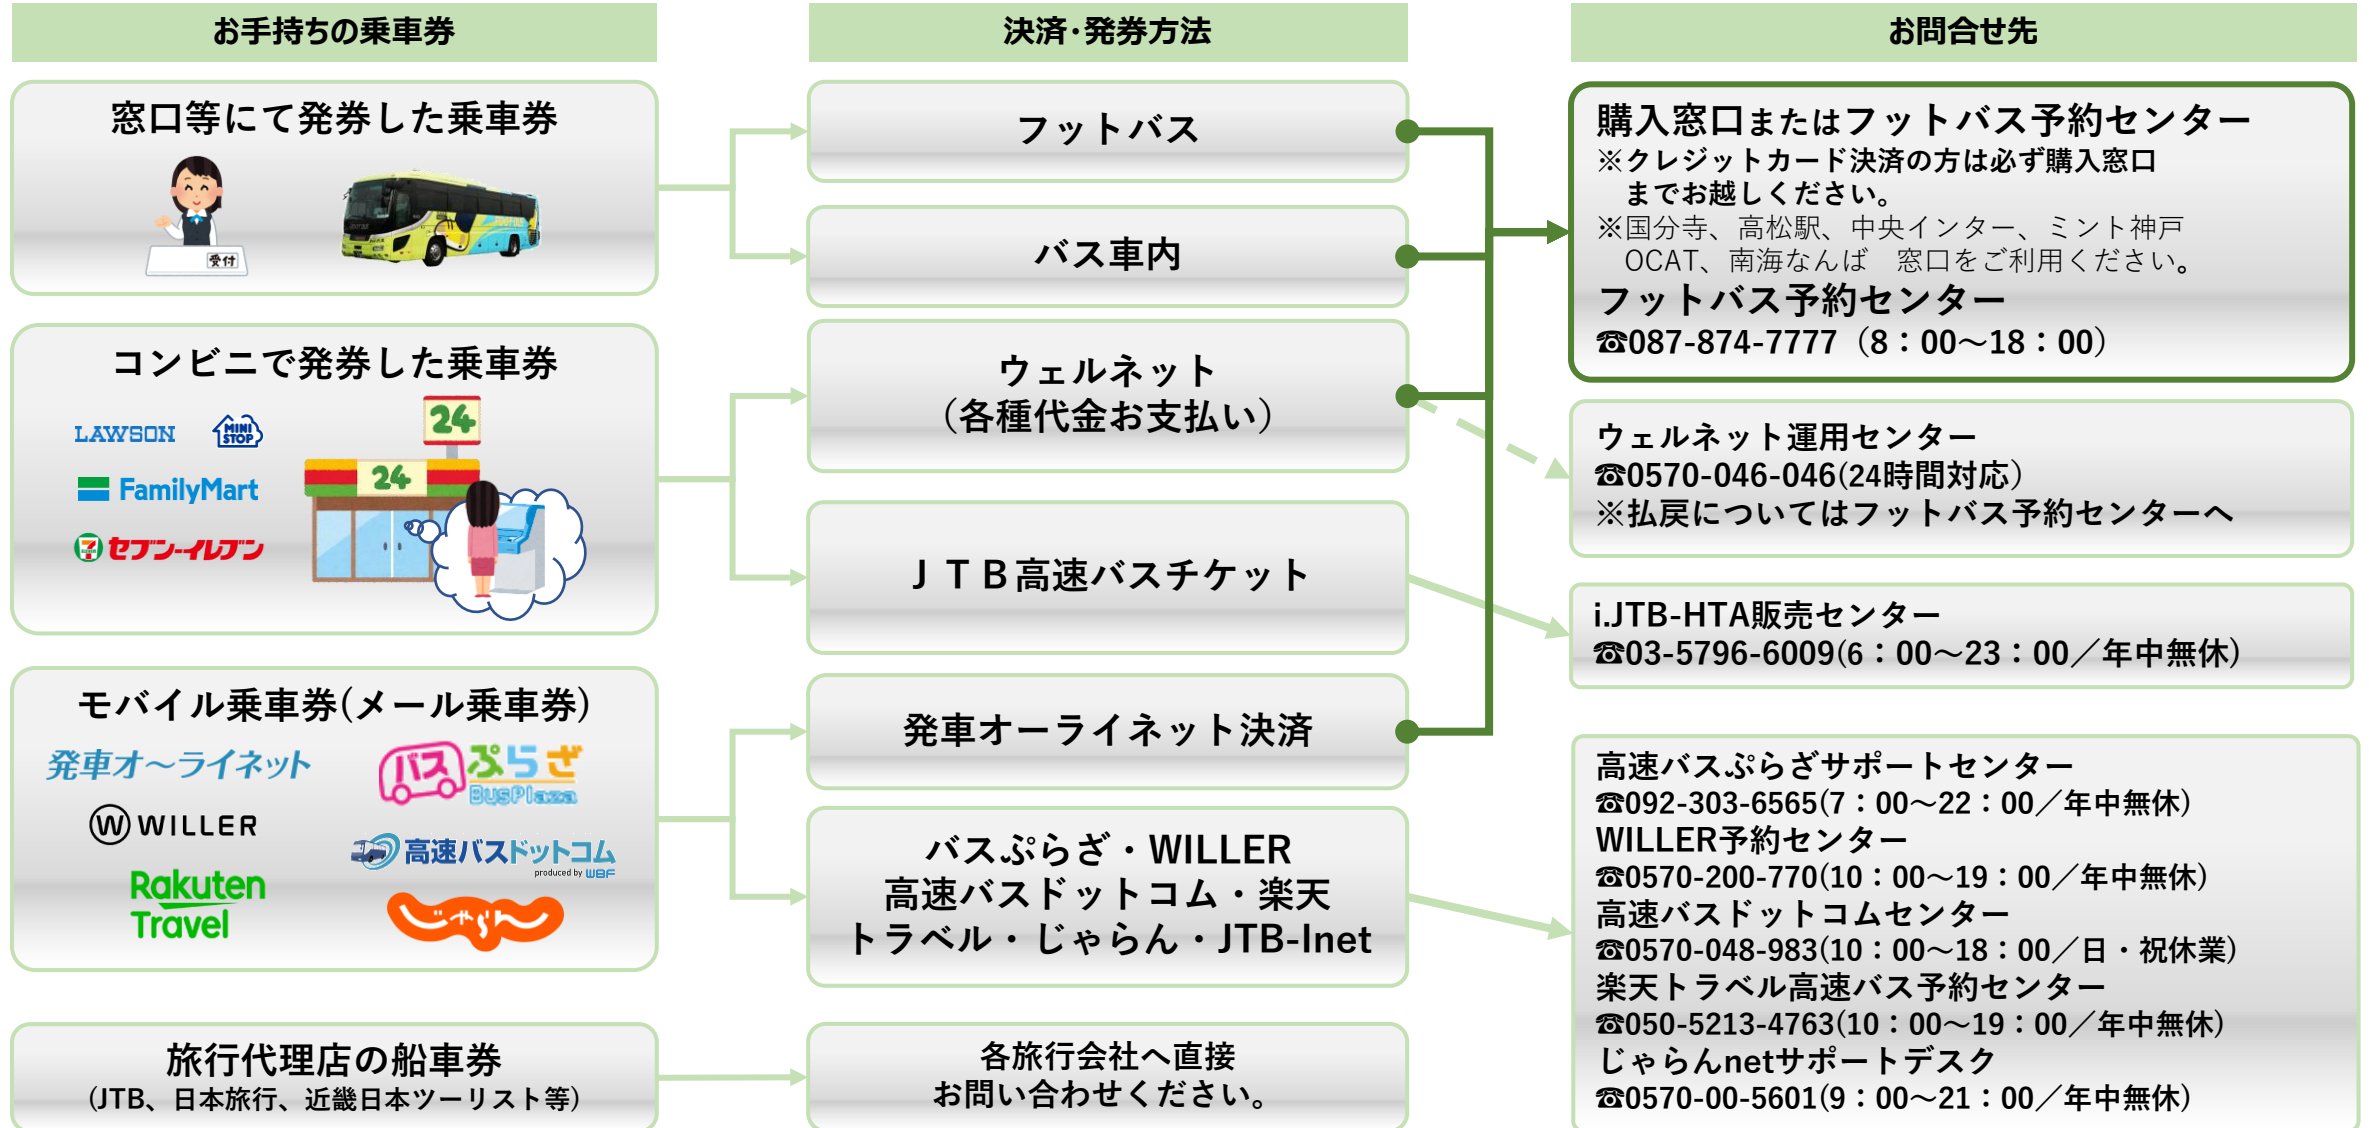 お手持ちの乗車券
窓口等にて発券した乗車券
受付
コンビニで発券した乗車券
LAWSON
MINI
STOP
24
24
FamilyMart
7
セブン-イレブン
モバイル乗車券(メール乗車券)
発車オ～ライネット
バスぷらざ
BusPlaza
W WILLER
高速バスドットコム
produced by WBF
Rakuten
Travel
じゃらん
旅行代理店の船車券
(JTB、日本旅行、近畿日本ツーリスト等)
決済･発券方法
フットバス
バス車内
ウェルネット
（各種代金お支払い）
ＪＴＢ高速バスチケット
発車オーライネット決済
バスぷらざ・WILLER
高速バスドットコム・楽天
トラベル・じゃらん・JTB-Inet
各旅行会社へ直接
お問い合わせください。
お問合せ先
購入窓口またはフットバス予約センター
※クレジットカード決済の方は必ず購入窓口
までお越しください。
※国分寺、高松駅、中央インター、ミント神戸
OCAT、南海なんば　窓口をご利用ください。
フットバス予約センター
☎087-874-7777（8：00～18：00）
ウェルネット運用センター
☎0570-046-046(24時間対応）
※払戻についてはフットバス予約センターへ
i.JTB-HTA販売センター
☎03-5796-6009(6：00～23：00／年中無休)
高速バスぷらざサポートセンター
☎092-303-6565(7：00～22：00／年中無休)
WILLER予約センター
☎0570-200-770(10：00～19：00／年中無休)
高速バスドットコムセンター
☎0570-048-983(10：00～18：00／日・祝休業)
楽天トラベル高速バス予約センター
☎050-5213-4763(10：00～19：00／年中無休)
じゃらんnetサポートデスク
☎0570-00-5601(9：00～21：00／年中無休)